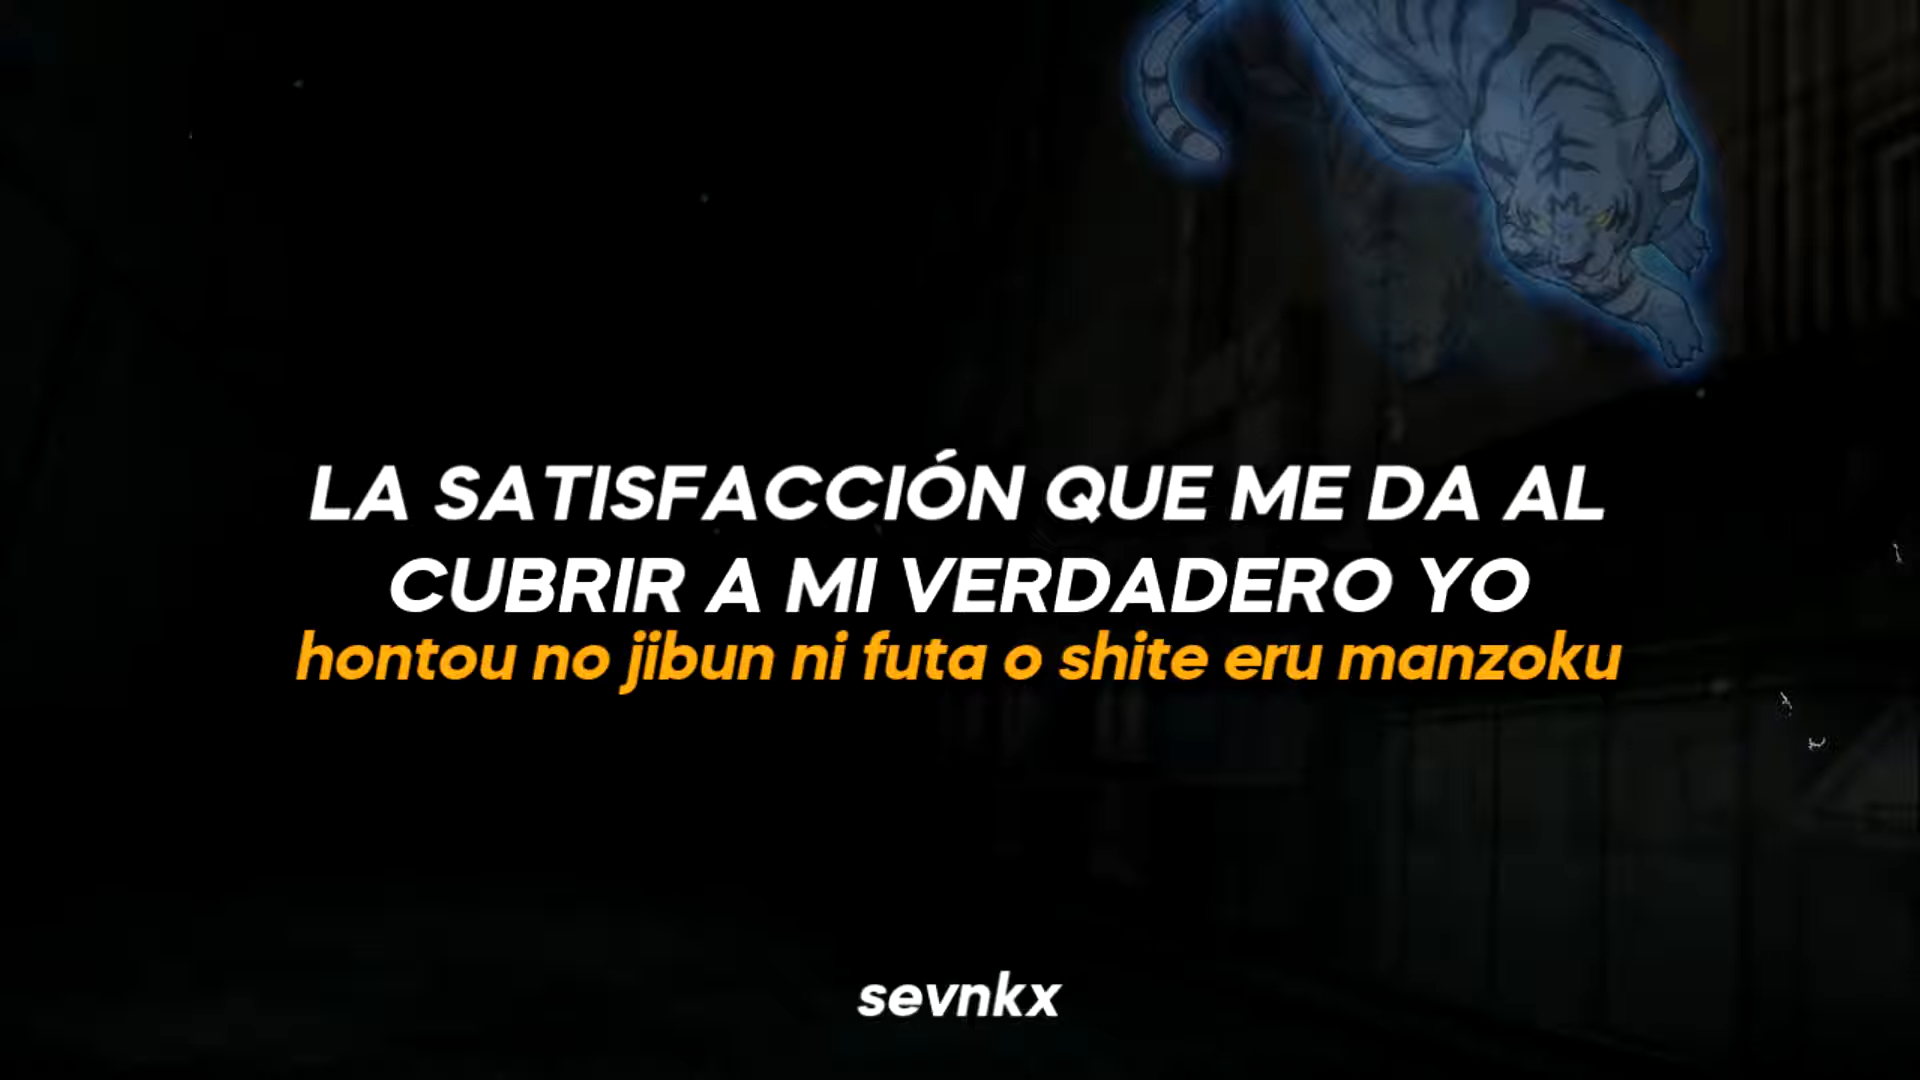 LA SATISFACCIÓN QUE ME DA AL
CUBRIR A MI VERDADERO YO
hontou no jibun ni futa o shite eru manzoku
sevnkx